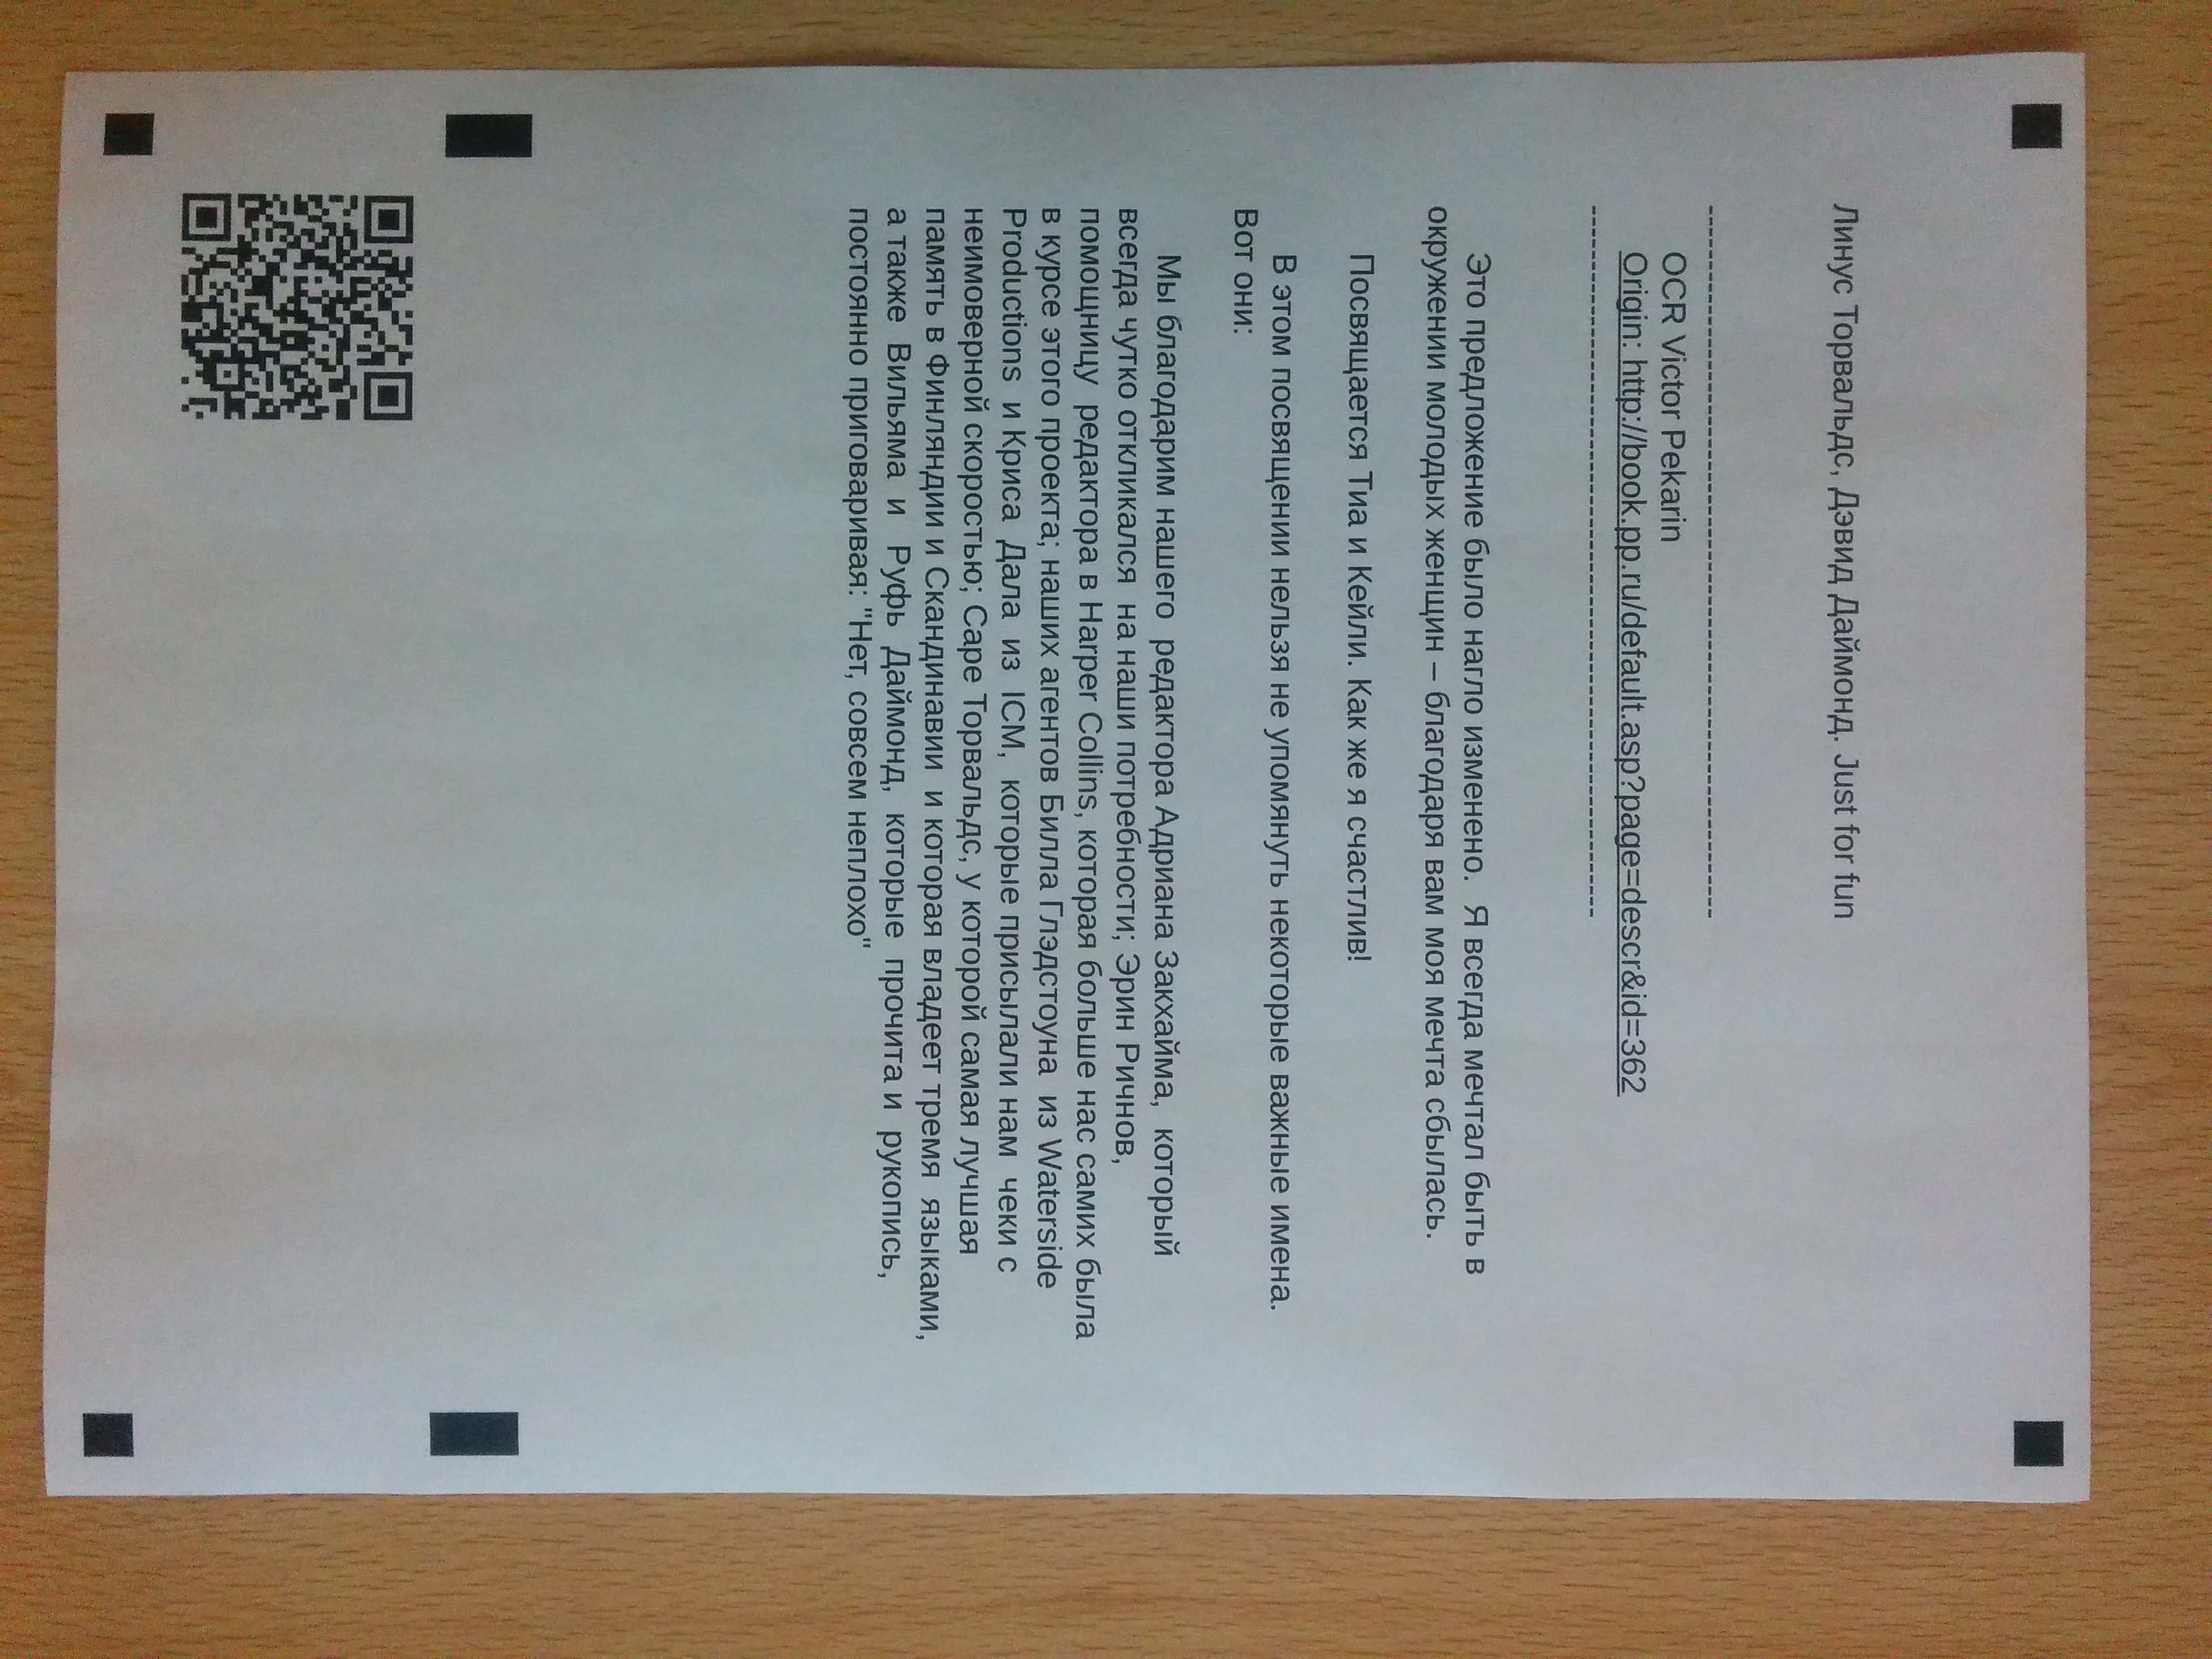 Линус Торвальдс, Дэвид Даймонд. Just for fun
---------------------------------------------------------------
OCR Victor Pekarin
Origin: http://book.pp.ru/default.asp?page=descr&id=362
---------------------------------------------------------------
Это предложение было нагло изменено. Я всегда мечтал быть в
окружении молодых женщин – благодаря вам моя мечта сбылась.
Посвящается Тиа и Кейли. Как же я счастлив!
В этом посвящении нельзя не упомянуть некоторые важные имена.
Вот они:
Мы благодарим нашего редактора Адриана Закхайма, который
всегда чутко откликался на наши потребности; Эрин Ричнов,
помощницу редактора в Harper Collins, которая больше нас самих была
в курсе этого проекта; наших агентов Билла Глэдстоуна из Waterside
Productions и Криса Дала из ICM, которые присылали нам чеки с
неимоверной скоростью; Саре Торвальдс, у которой самая лучшая
память в Финляндии и Скандинавии и которая владеет тремя языками,
а также Вильяма и Руфь Даймонд, которые прочита и рукопись,
постоянно приговаривая: "Нет, совсем неплохо"